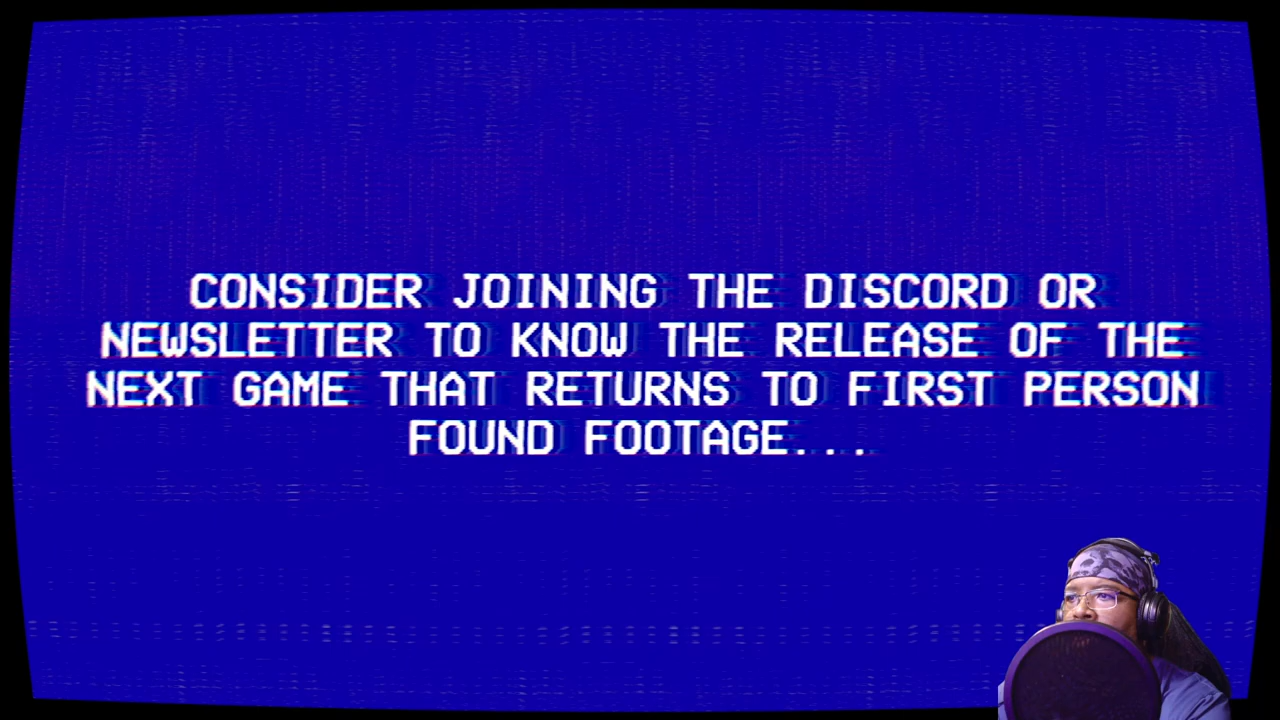 CONSIDER JOINING THE DISCORD OR
NEWSLETTER TO KNOW THE RELEASE OF THE
NEXT GAME THAT RETURNS TO FIRST PERSON
FOUND FOOTAGE...